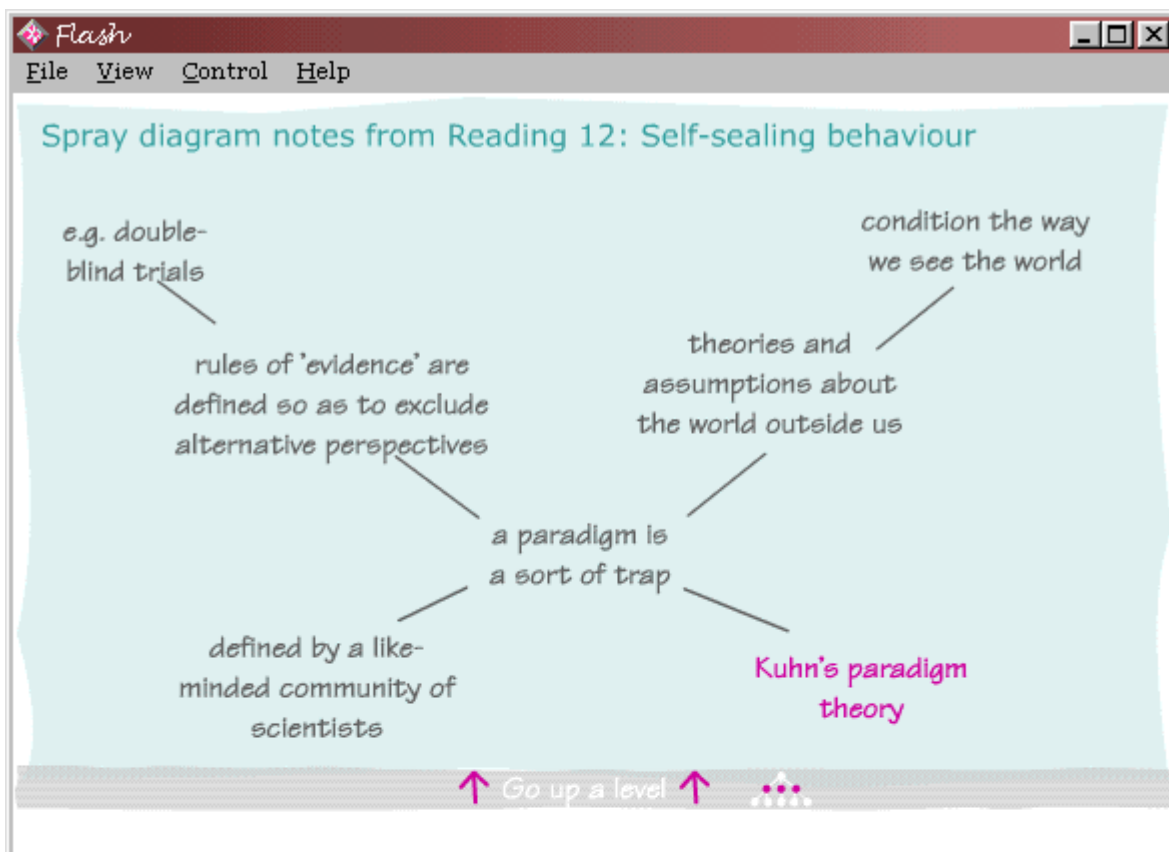 Flash
File View Control Help
Spray diagram notes from Reading 12: Self-sealing behaviour
e.g. double-
blind trials
condition the way
we see the world
rules of 'evidence' are
defined so as to exclude
alternative perspectives
theories and
assumptions about
the world outside us
a paradigm is
a sort of trap
defined by a like-
minded community of
scientists
Kuhn's paradigm
theory
Go up a level